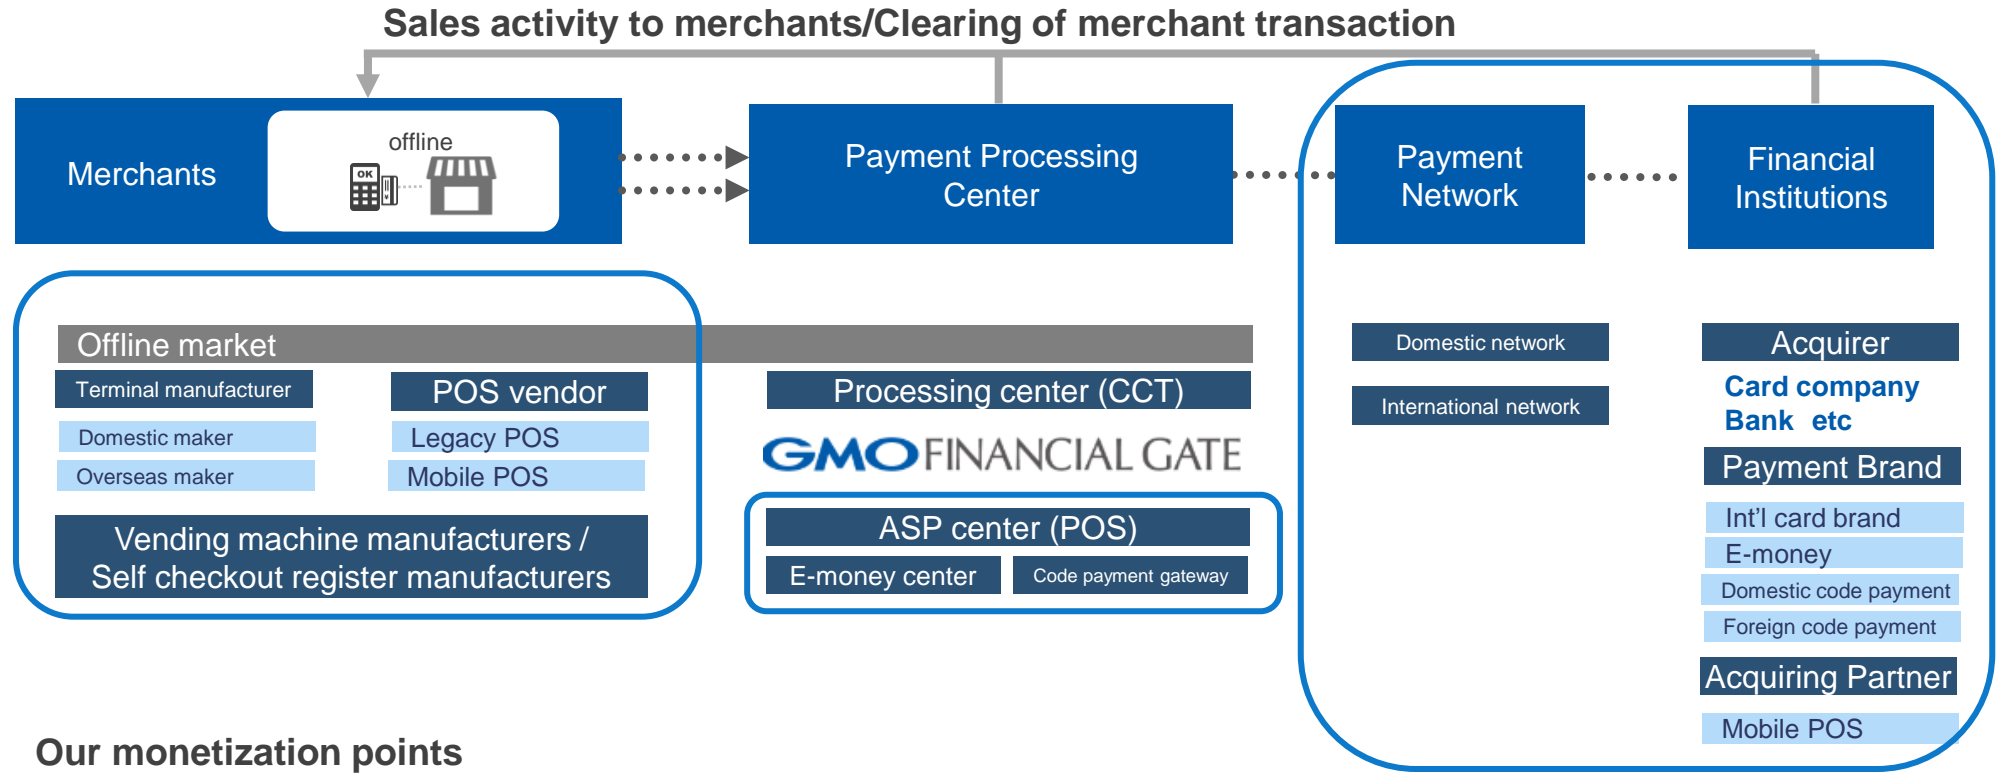 Sales activity to merchants/Clearing of merchant transaction
Merchants
offline
OK
Payment Processing
Center
Payment
Network
Financial
Institutions
Offline market
Terminal manufacturer
Domestic maker
Overseas maker
POS vendor
Legacy POS
Mobile POS
Vending machine manufacturers /
Self checkout register manufacturers
Processing center (CCT)
GMO FINANCIAL GATE
ASP center (POS)
E-money center
Code payment gateway
Domestic network
International network
Acquirer
Card company
Bank etc
Payment Brand
Int’l card brand
E-money
Domestic code payment
Foreign code payment
Acquiring Partner
Mobile POS
Our monetization points